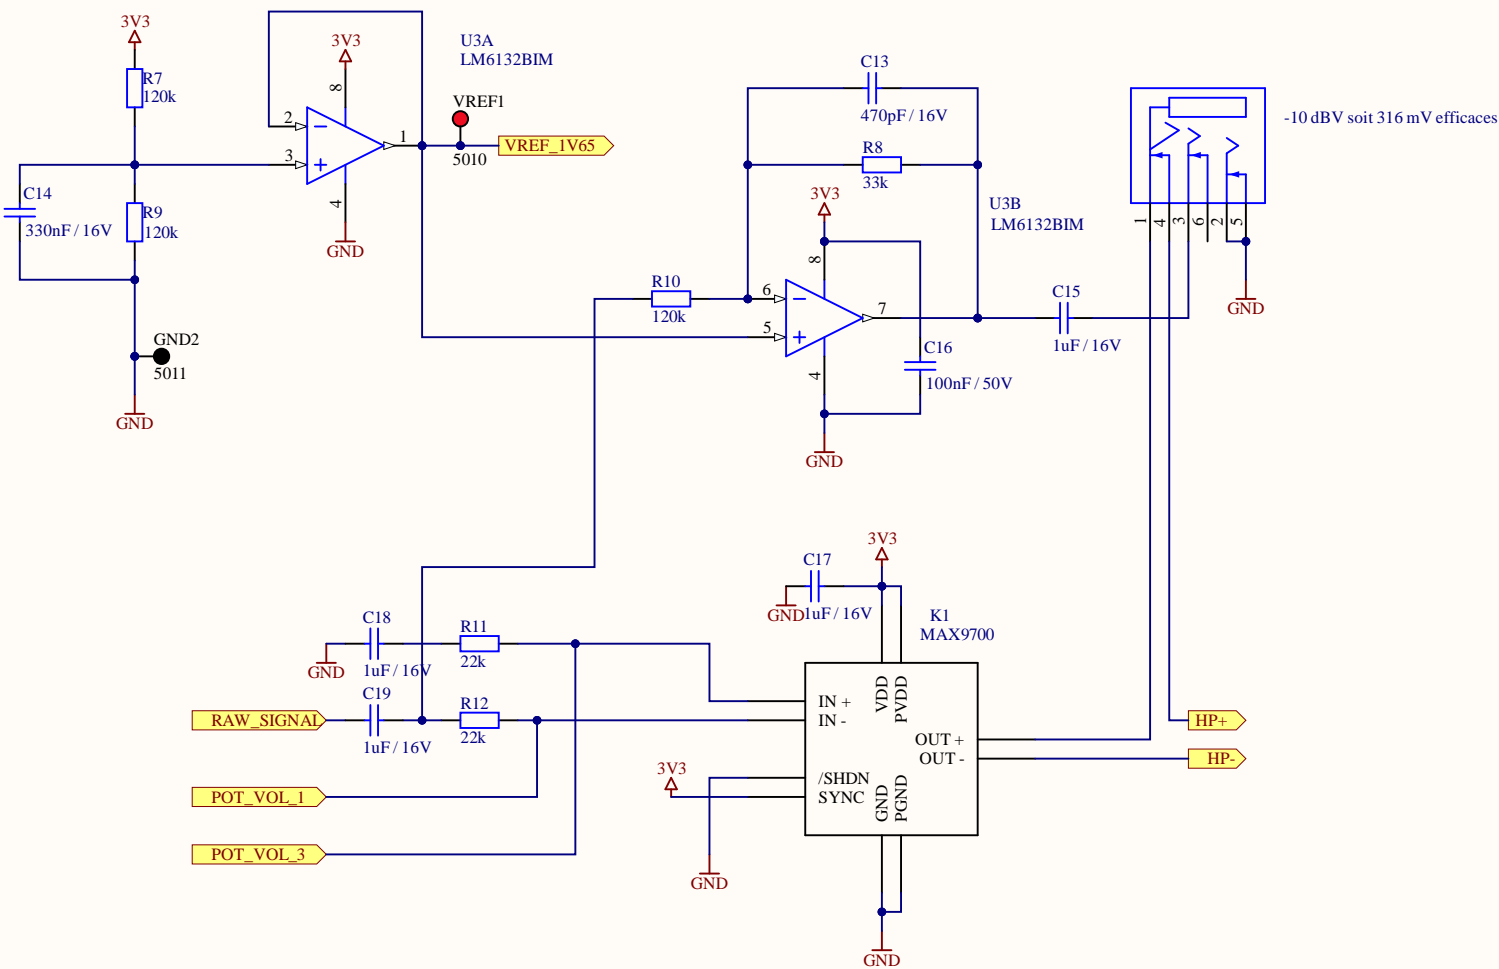 3V3
R7
120k
3V3
8
2
3
1
4
GND
U3A
LM6132BIM
VREF1
5010
VREF_1V65
C14
330nF / 16V
R9
120k
GND2
5011
GND
C13
470pF / 16V
R8
33k
3V3
U3B
LM6132BIM
8
R10
120k
6
5
7
4
C16
100nF / 50V
GND
C15
1uF / 16V
-10 dBV soit 316 mV efficaces
1
4
3
6
2
5
GND
C18
1uF / 16V
GND
R11
22k
C19
1uF / 16V
RAW_SIGNAL
R12
22k
POT_VOL_1
POT_VOL_3
3V3
C17
1uF / 16V
GND
K1
MAX9700
VDD
PVDD
IN +
IN -
OUT +
OUT -
/SHDN
SYNC
GND
PGND
3V3
GND
GND
HP+
HP-